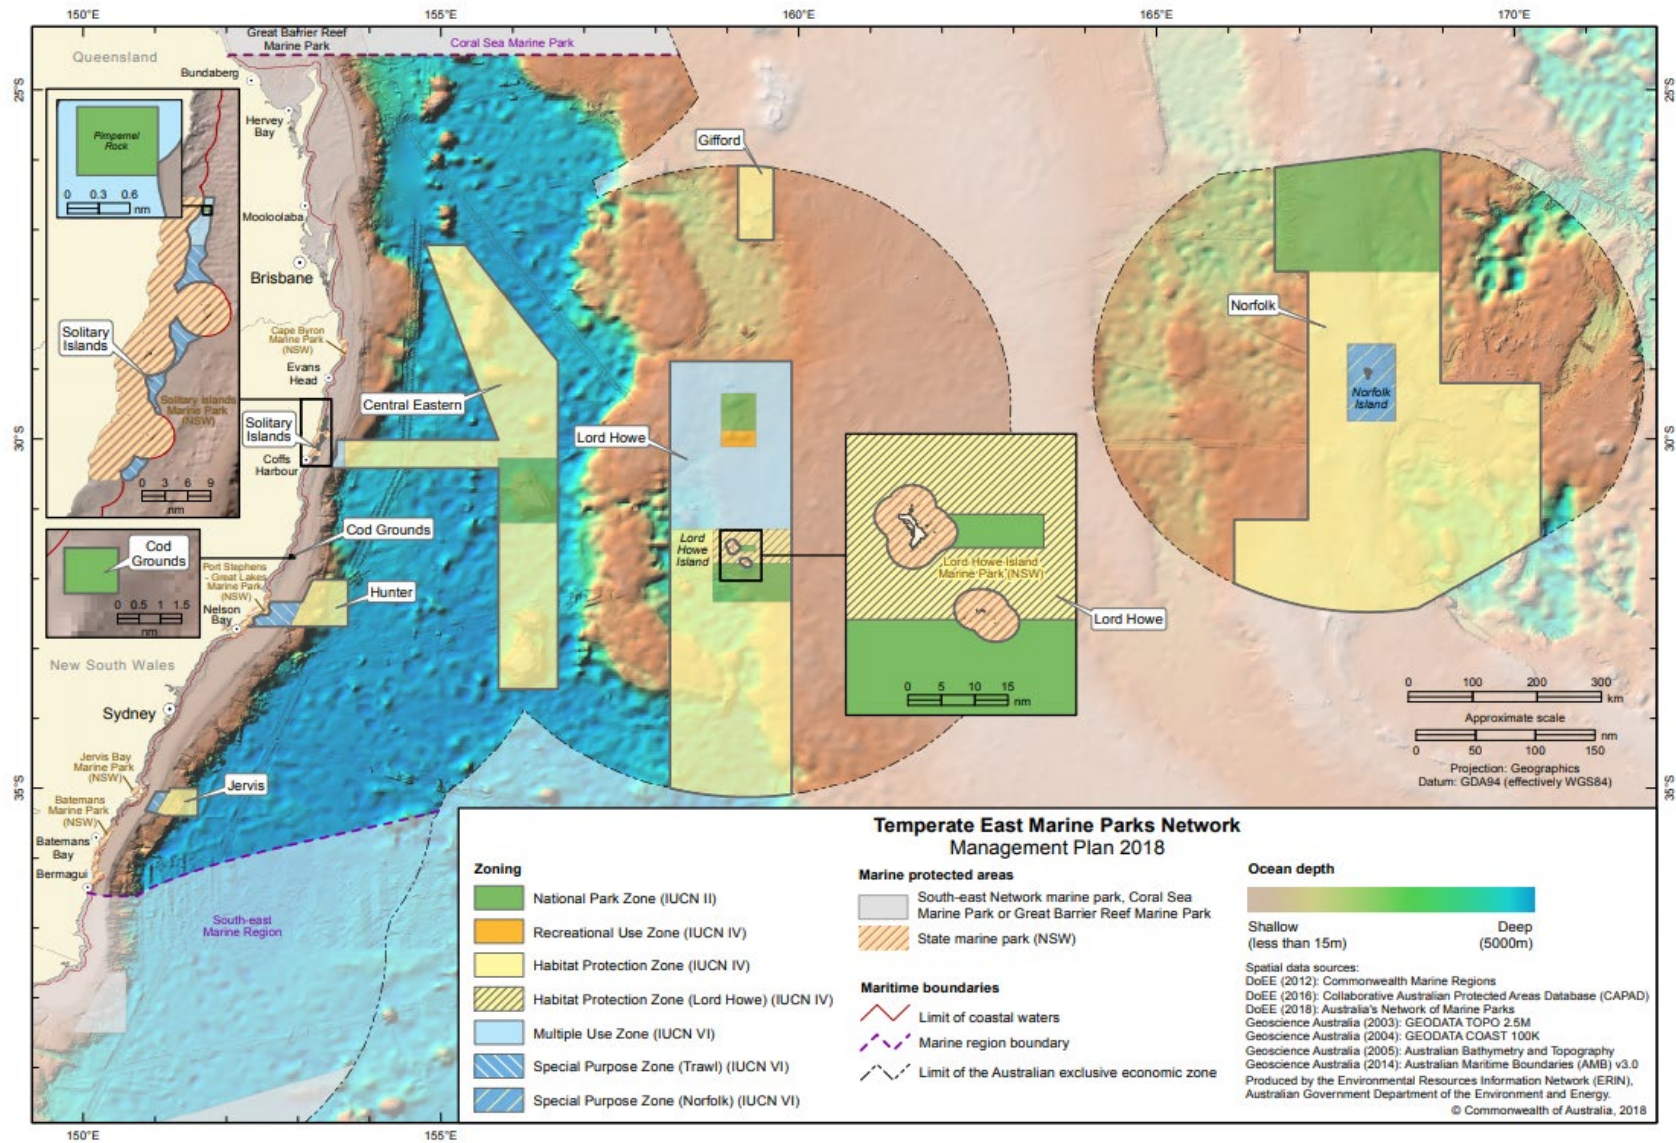 150°E
155°E
160°E
165°E
170°E
Great Barrier Reef
Marine Park
Coral Sea Marine Park
Queensland
Bundaberg
25°S
25°S
Pimpernel
Rock
0 0.3 0.6
nm
Hervey
Bay
Gifford
Mooloolaba
Brisbane
Norfolk
Solitary
Islands
Cape Byron
Marine Park
(NSW)
Evans
Head
Norfolk
Island
Solitary Islands
Marine Park
(NSW)
Central Eastern
Solitary
Islands
Lord Howe
30°S
30°S
Coffs
Harbour
0 3 6 9
nm
Cod Grounds
Lord
Howe
Island
Cod
Grounds
Lord Howe Island
Marine Park (NSW)
Port Stephens
- Great Lakes
Marine Park
(NSW)
Hunter
0 0.5 1 1.5
nm
Nelson
Bay
Lord Howe
New South Wales
0 5 10 15
nm
0 100 200 300
km
Approximate scale
nm
0 50 100 150
Projection: Geographics
Datum: GDA94 (effectively WGS84)
Sydney
Jervis Bay
Marine Park
(NSW)
Jervis
35°S
35°S
Batemans
Marine Park
(NSW)
Batemans
Bay
Bermagui
South-east
Marine Region
Temperate East Marine Parks Network
Management Plan 2018
Zoning
National Park Zone (IUCN II)
Recreational Use Zone (IUCN IV)
Habitat Protection Zone (IUCN IV)
Habitat Protection Zone (Lord Howe) (IUCN IV)
Multiple Use Zone (IUCN VI)
Special Purpose Zone (Trawl) (IUCN VI)
Special Purpose Zone (Norfolk) (IUCN VI)
Marine protected areas
South-east Network marine park, Coral Sea
Marine Park or Great Barrier Reef Marine Park
State marine park (NSW)
Maritime boundaries
Limit of coastal waters
Marine region boundary
Limit of the Australian exclusive economic zone
Ocean depth
Shallow
(less than 15m)
Deep
(5000m)
Spatial data sources:
DoEE (2012): Commonwealth Marine Regions
DoEE (2016): Collaborative Australian Protected Areas Database (CAPAD)
DoEE (2018): Australia's Network of Marine Parks
Geoscience Australia (2003): GEODATA TOPO 2.5M
Geoscience Australia (2004): GEODATA COAST 100K
Geoscience Australia (2005): Australian Bathymetry and Topography
Geoscience Australia (2014): Australian Maritime Boundaries (AMB) v3.0
Produced by the Environmental Resources Information Network (ERIN),
Australian Government Department of the Environment and Energy.
© Commonwealth of Australia, 2018
150°E
155°E